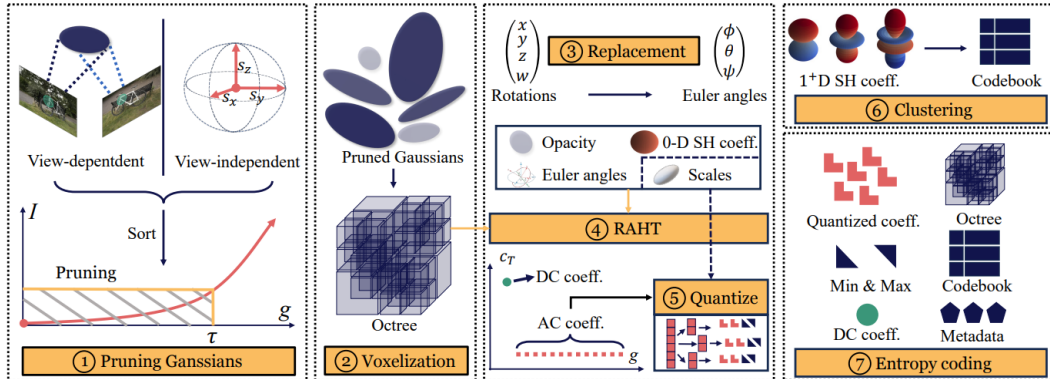 s_z
s_x
s_y
View-depdentent
View-independent
I
Sort
Pruning
g
τ
① Pruning Ganssians
Pruned Gaussians
Octree
② Voxelization
x
y
z
w
③ Replacement
ϕ
θ
ψ
Rotations
Euler angles
Opacity
0-D SH coeff.
Euler angles
Scales
④ RAHT
c_T
DC coeff.
AC coeff.
g
⑤ Quantize
1⁺D SH coeff.
Codebook
⑥ Clustering
Quantized coeff.
Octree
Min & Max
Codebook
DC coeff.
Metadata
⑦ Entropy coding